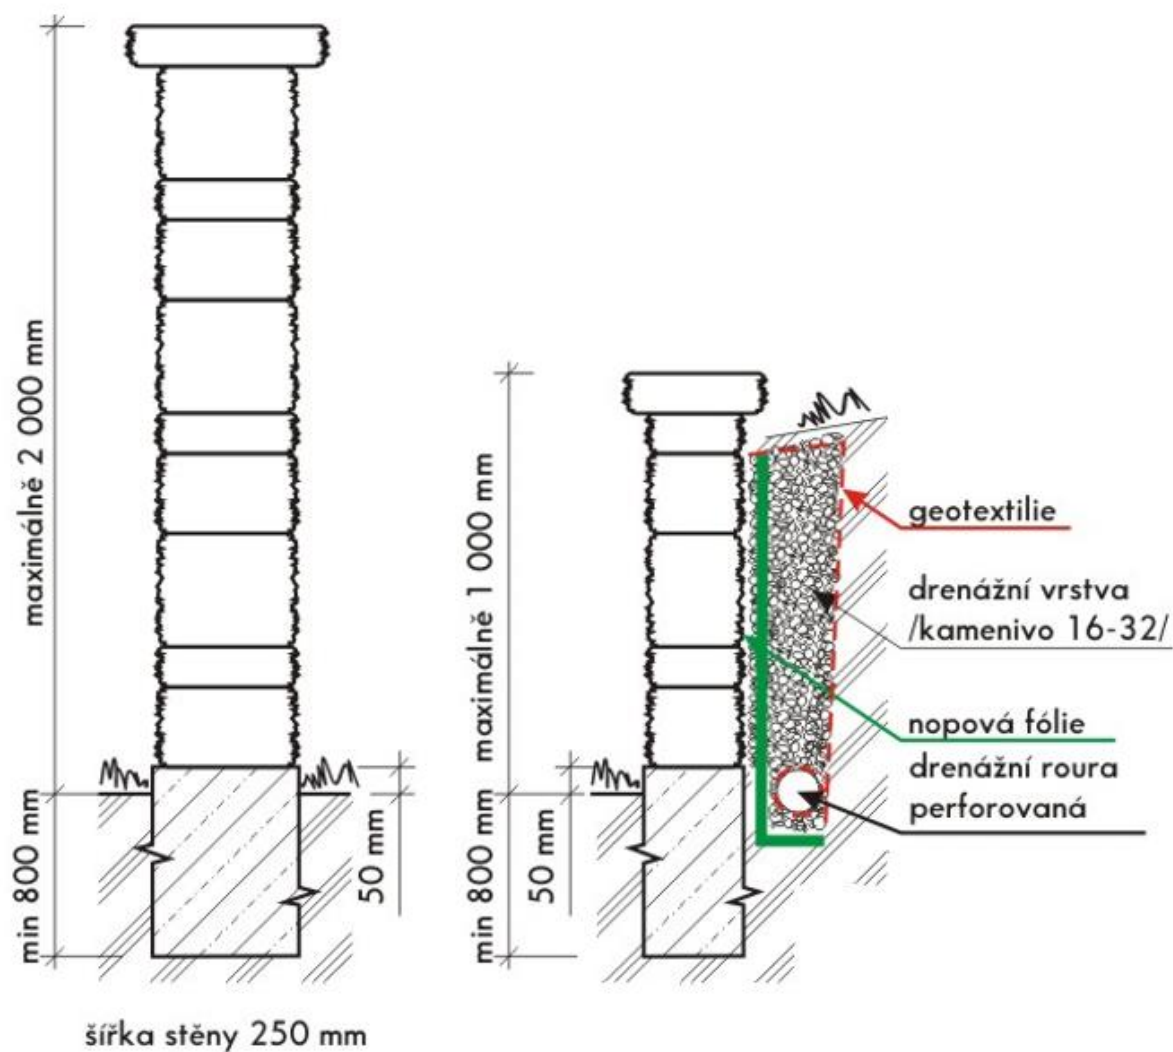 maximálně 2 000 mm
min 800 mm
50 mm
maximálně 1 000 mm
min 800 mm
50 mm
geotextilie
drenážní vrstva
/kamenivo 16-32/
nopová fólie
drenážní roura
perforovaná
šířka stěny 250 mm